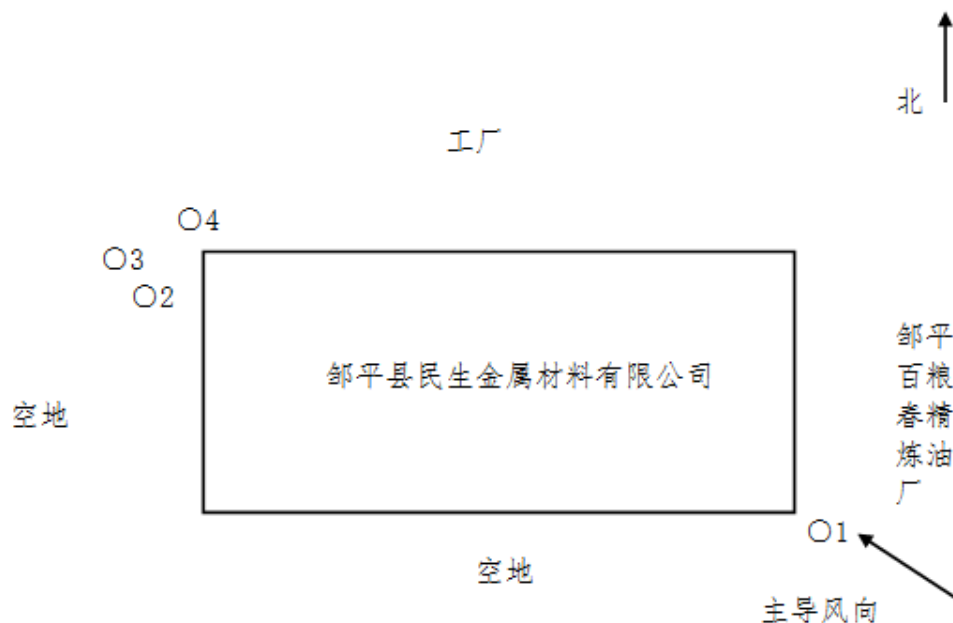 北
工厂
○4
○3
○2
邹平县民生金属材料有限公司
邹平
百粮
春精
炼油
厂
空地
○1
空地
主导风向